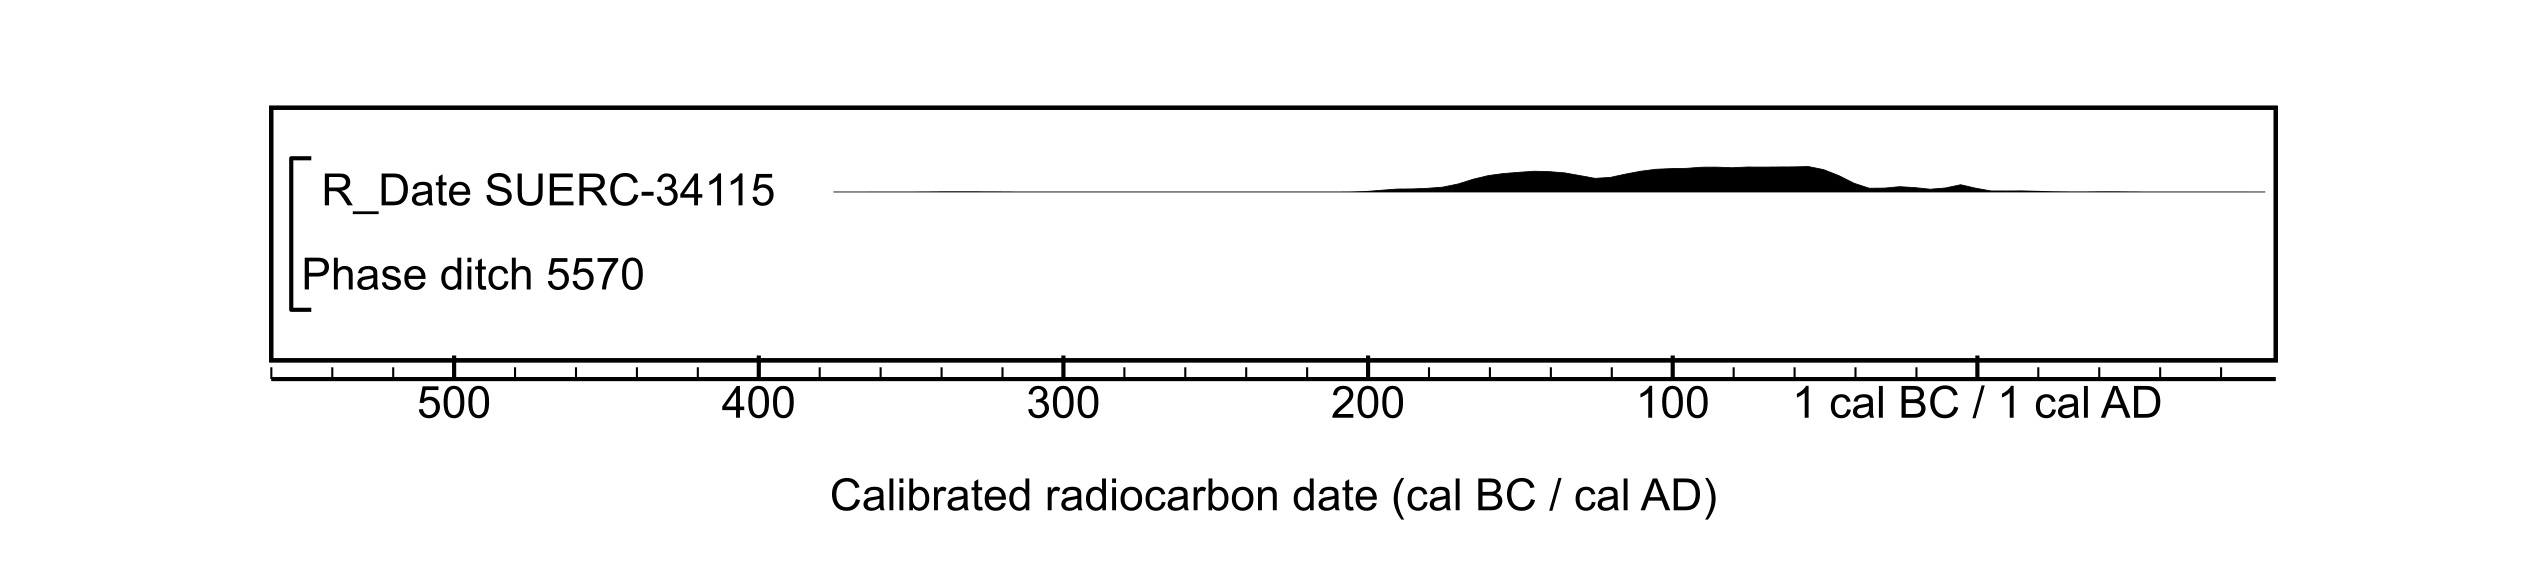 R_Date SUERC-34115
Phase ditch 5570
500 400 300 200 100 1 cal BC / 1 cal AD
Calibrated radiocarbon date (cal BC / cal AD)